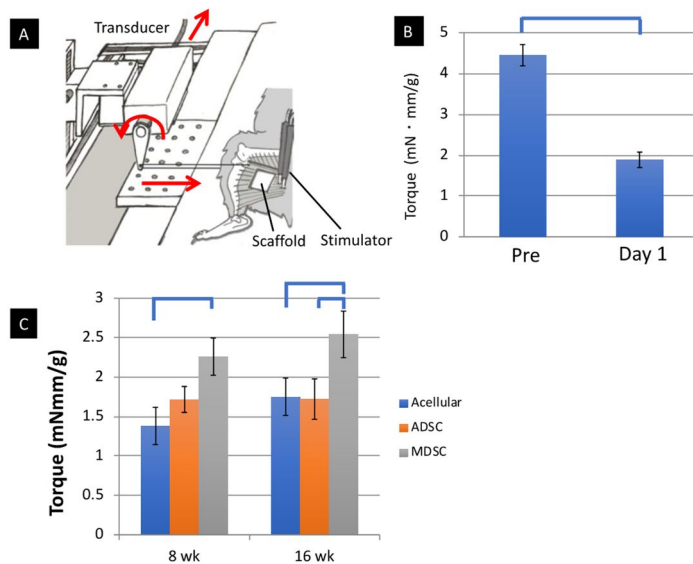 A
Transducer
Scaffold
Stimulator
B
Torque (mN・mm/g)
5
4
3
2
1
0
Pre
Day 1
C
Torque (mNmm/g)
3
2.5
2
1.5
1
0.5
0
8 wk
16 wk
Acellular
ADSC
MDSC